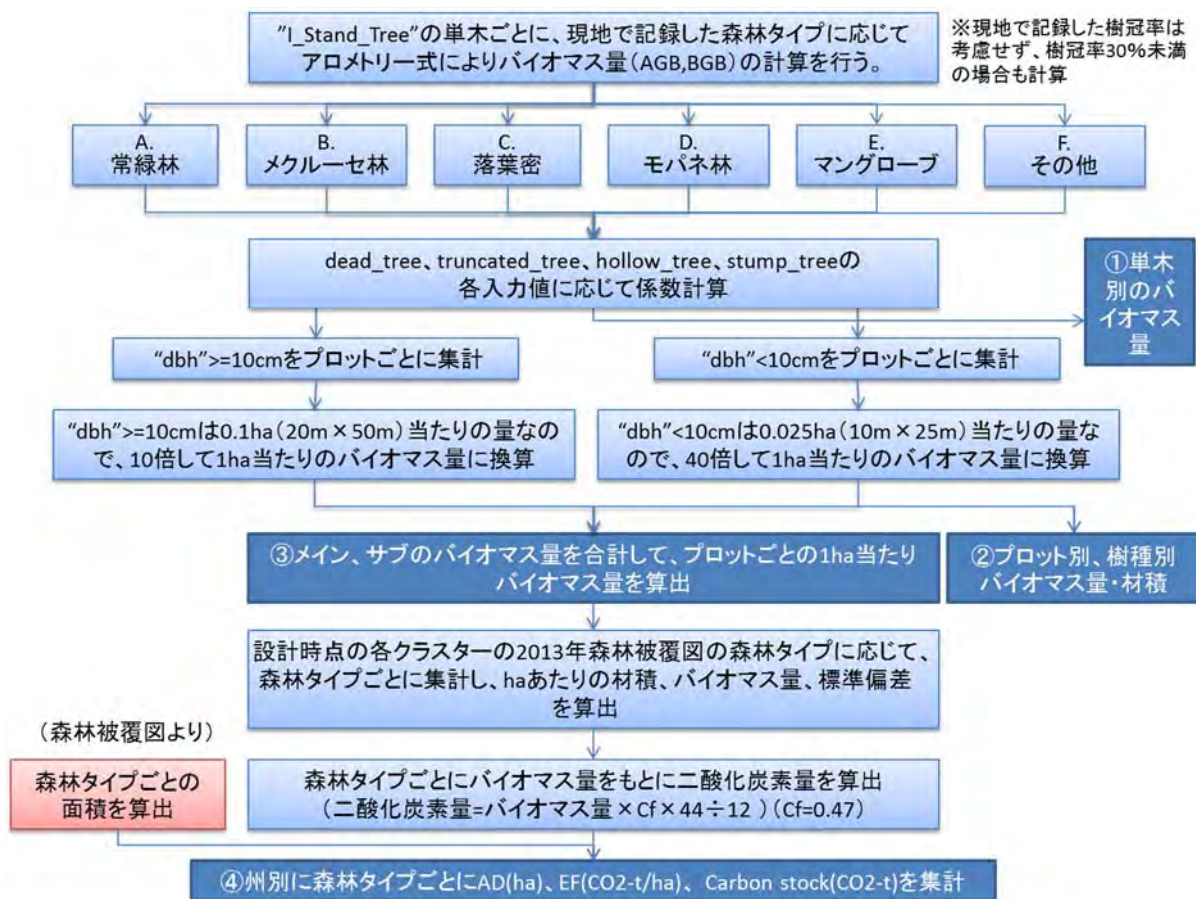 ”I_Stand_Tree”の単木ごとに、現地で記録した森林タイプに応じて
アロメトリー式によりバイオマス量（AGB,BGB）の計算を行う。
※現地で記録した樹冠率は
考慮せず、樹冠率30%未満
の場合も計算
A.
常緑林
B.
メクルーセ林
C.
落葉密
D.
モパネ林
E.
マングローブ
F.
その他
dead_tree、truncated_tree、hollow_tree、stump_treeの
各入力値に応じて係数計算
①単木
別のバ
イオマス
量
“dbh”>=10cmをプロットごとに集計
“dbh”<10cmをプロットごとに集計
“dbh”>=10cmは0.1ha（20m×50m）当たりの量なの
で、10倍して1ha当たりのバイオマス量に換算
“dbh”<10cmは0.025ha（10m×25m）当たりの量な
ので、40倍して1ha当たりのバイオマス量に換算
③メイン、サブのバイオマス量を合計して、プロットごとの1ha当たり
バイオマス量を算出
②プロット別、樹種別
バイオマス量・材積
設計時点の各クラスターの2013年森林被覆図の森林タイプに応じて、
森林タイプごとに集計し、haあたりの材積、バイオマス量、標準偏差
を算出
（森林被覆図より）
森林タイプごとの
面積を算出
森林タイプごとにバイオマス量をもとに二酸化炭素量を算出
（二酸化炭素量=バイオマス量×Cf×44÷12 ）（Cf=0.47）
④州別に森林タイプごとにAD(ha)、EF(CO2-t/ha)、 Carbon stock(CO2-t)を集計